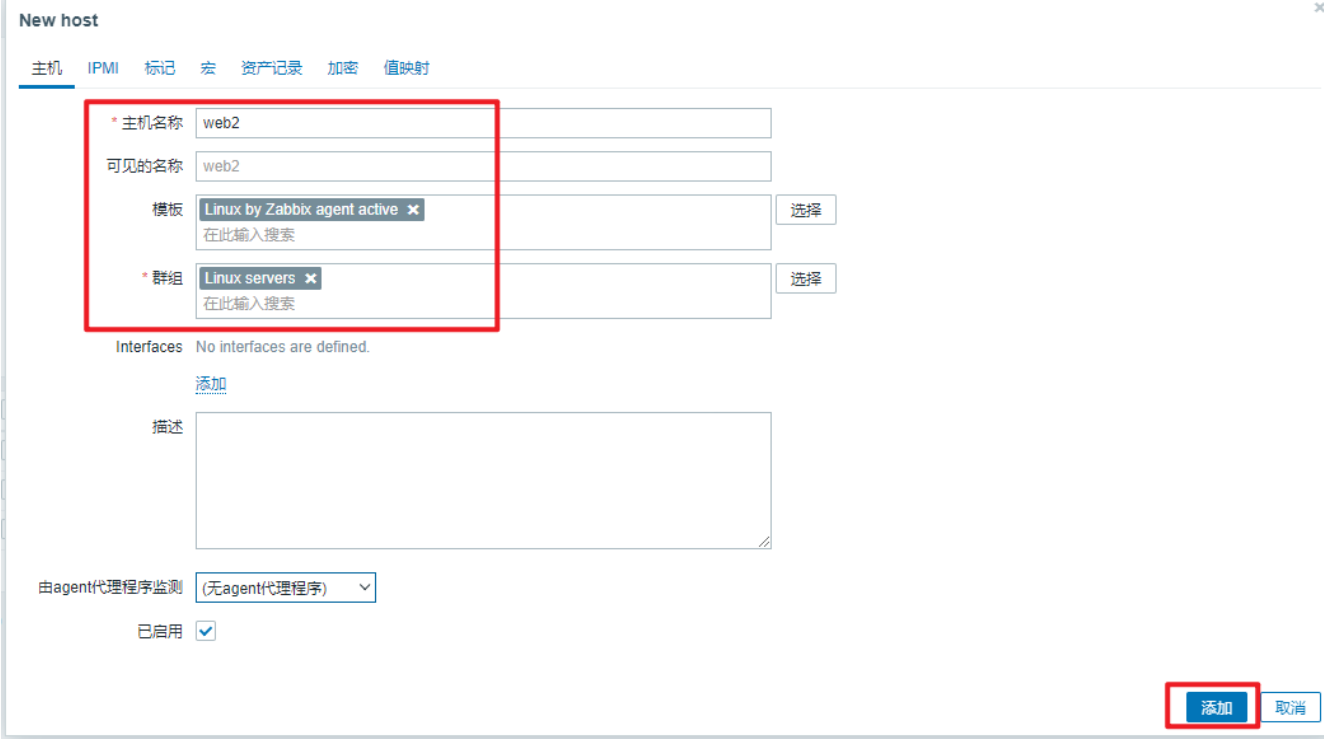 New host
主机 IPMI 标记 宏 资产记录 加密 值映射
* 主机名称 web2
可见的名称 web2
模板 Linux by Zabbix agent active 选择
在此输入搜索
* 群组 Linux servers 选择
在此输入搜索
Interfaces No interfaces are defined.
添加
描述
由agent代理程序监测 (无agent代理程序)
已启用
添加 取消